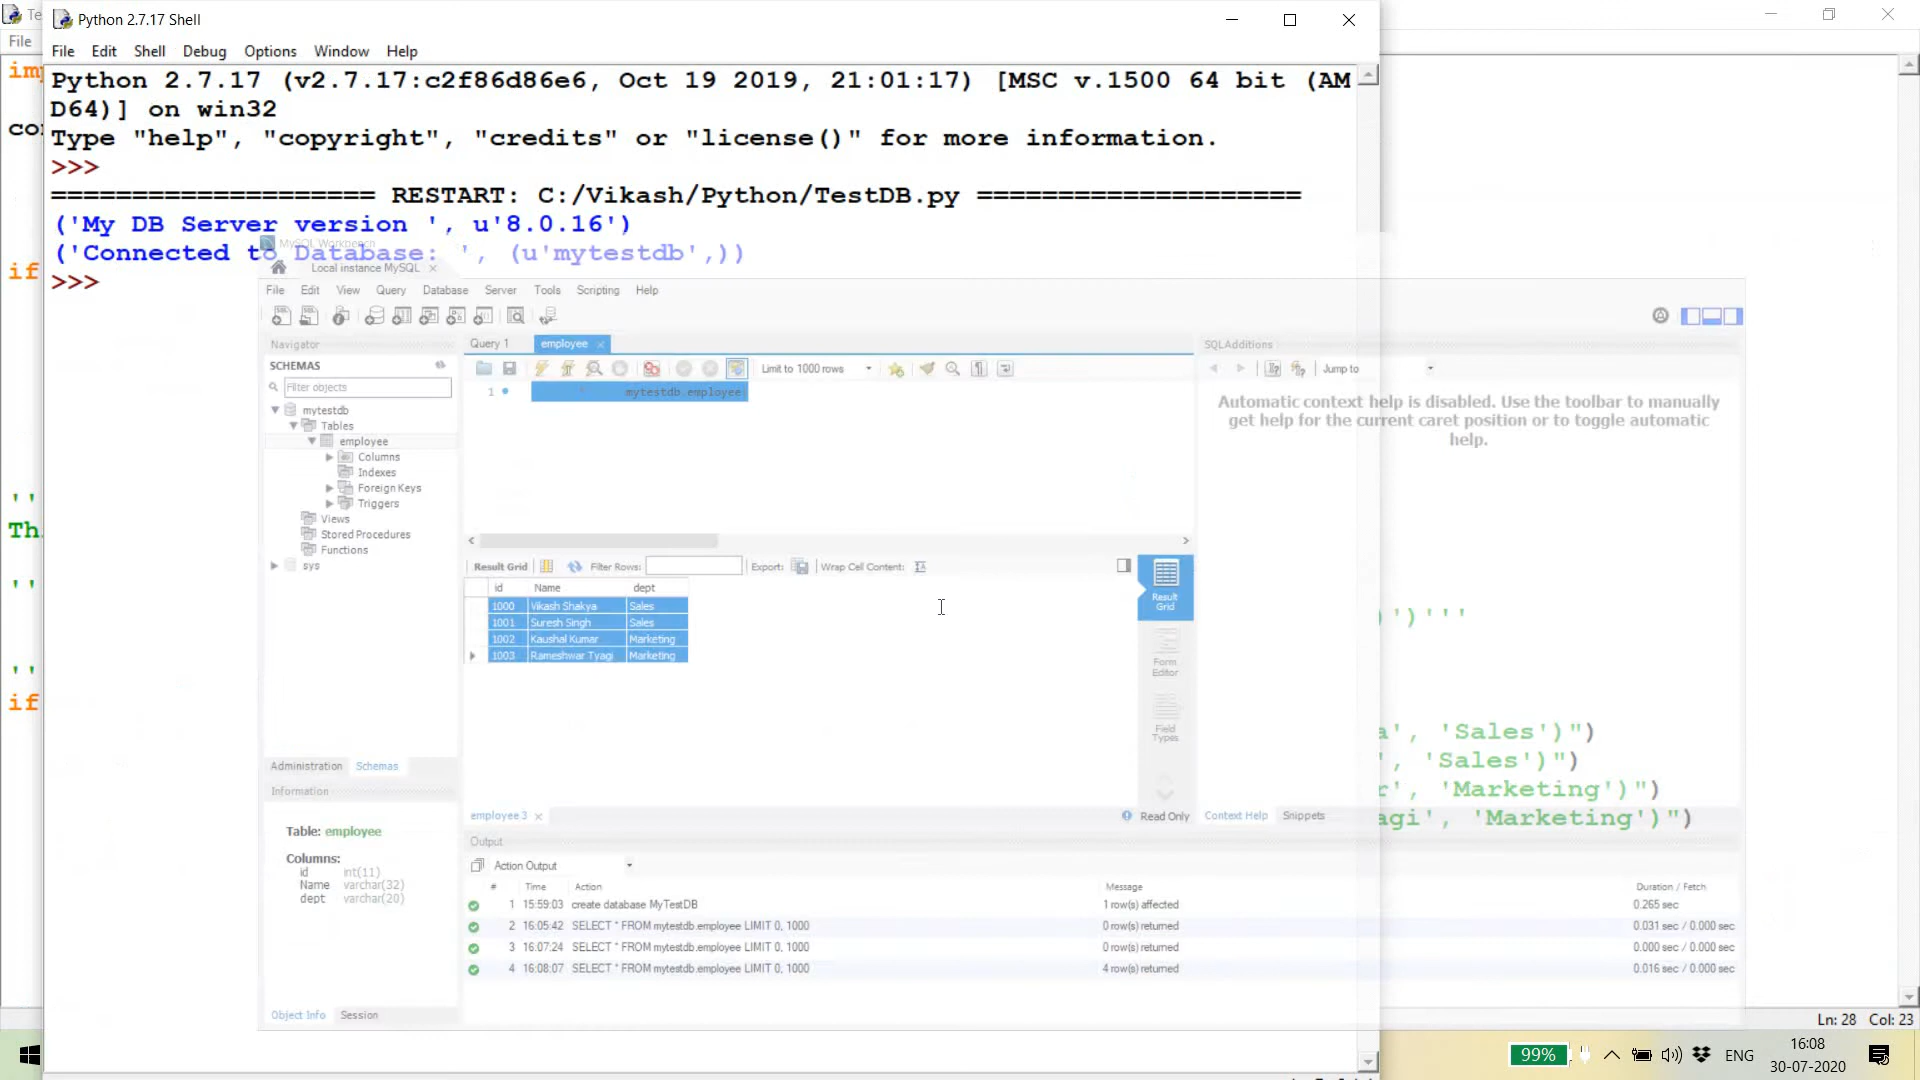 Python 2.7.17 Shell
File Edit Shell Debug Options Window Help
Python 2.7.17 (v2.7.17:c2f86d86e6, Oct 19 2019, 21:01:17) [MSC v.1500 64 bit (AM
D64)] on win32
Type "help", "copyright", "credits" or "license()" for more information.
>>>
==================== RESTART: C:/Vikash/Python/TestDB.py ====================
('My DB Server version ', u'8.0.16')
('Connected to Database: ', (u'mytestdb',))
>>>
File
if
if
MySQL Workbench
Local instance MySQL
File Edit View Query Database Server Tools Scripting Help
Navigator
SCHEMAS
Filter objects
mytestdb
Tables
employee
Columns
Indexes
Foreign Keys
Triggers
Views
Stored Procedures
Functions
sys
Administration Schemas
Information
Table: employee
Columns:
id int(11)
Name varchar(32)
dept varchar(20)
Object Info Session
Query 1 employee
Limit to 1000 rows
1 * mytestdb.employee
Result Grid Filter Rows: Export: Wrap Cell Content:
id Name dept
1000 Vikash Shakya Sales
1001 Suresh Singh Sales
1002 Kaushal Kumar Marketing
1003 Rameshwar Tyagi Marketing
Result Grid
Form Editor
Field Types
employee 3 Read Only
SQLAdditions
Jump to
Automatic context help is disabled. Use the toolbar to manually
get help for the current caret position or to toggle automatic
help.
Context Help Snippets
Output
Action Output
# Time Action Message Duration / Fetch
1 15:59:03 create database MyTestDB 1 row(s) affected 0.265 sec
2 16:05:42 SELECT * FROM mytestdb.employee LIMIT 0, 1000 0 row(s) returned 0.031 sec / 0.000 sec
3 16:07:24 SELECT * FROM mytestdb.employee LIMIT 0, 1000 0 row(s) returned 0.000 sec / 0.000 sec
4 16:08:07 SELECT * FROM mytestdb.employee LIMIT 0, 1000 4 row(s) returned 0.016 sec / 0.000 sec
)')'''
a', 'Sales')")
', 'Sales')")
r', 'Marketing')")
agi', 'Marketing')")
Ln: 28 Col: 23
99% ENG 16:08
30-07-2020